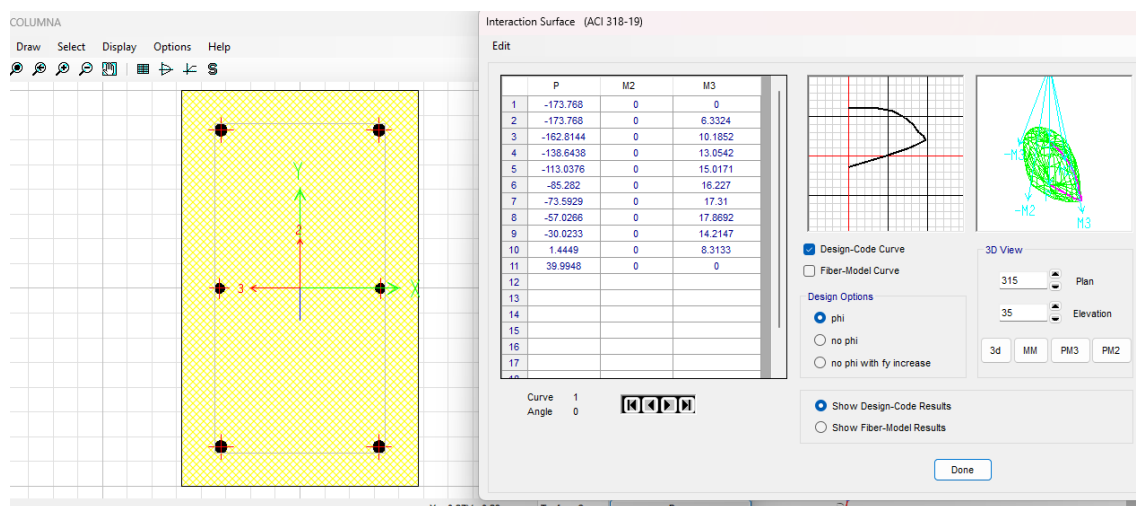 COLUMNA
Draw Select Display Options Help
S
Y
2
3
X
Interaction Surface (ACI 318-19)
Edit
P M2 M3
1 -173.768 0 0
2 -173.768 0 6.3324
3 -162.8144 0 10.1852
4 -138.6438 0 13.0542
5 -113.0376 0 15.0171
6 -85.282 0 16.227
7 -73.5929 0 17.31
8 -57.0266 0 17.8692
9 -30.0233 0 14.2147
10 1.4449 0 8.3133
11 39.9948 0 0
12
13
14
15
16
17
Curve 1
Angle 0
-M3
-M2
M3
Design-Code Curve
Fiber-Model Curve
Design Options
phi
no phi
no phi with fy increase
3D View
315 Plan
35 Elevation
3d MM PM3 PM2
Show Design-Code Results
Show Fiber-Model Results
Done